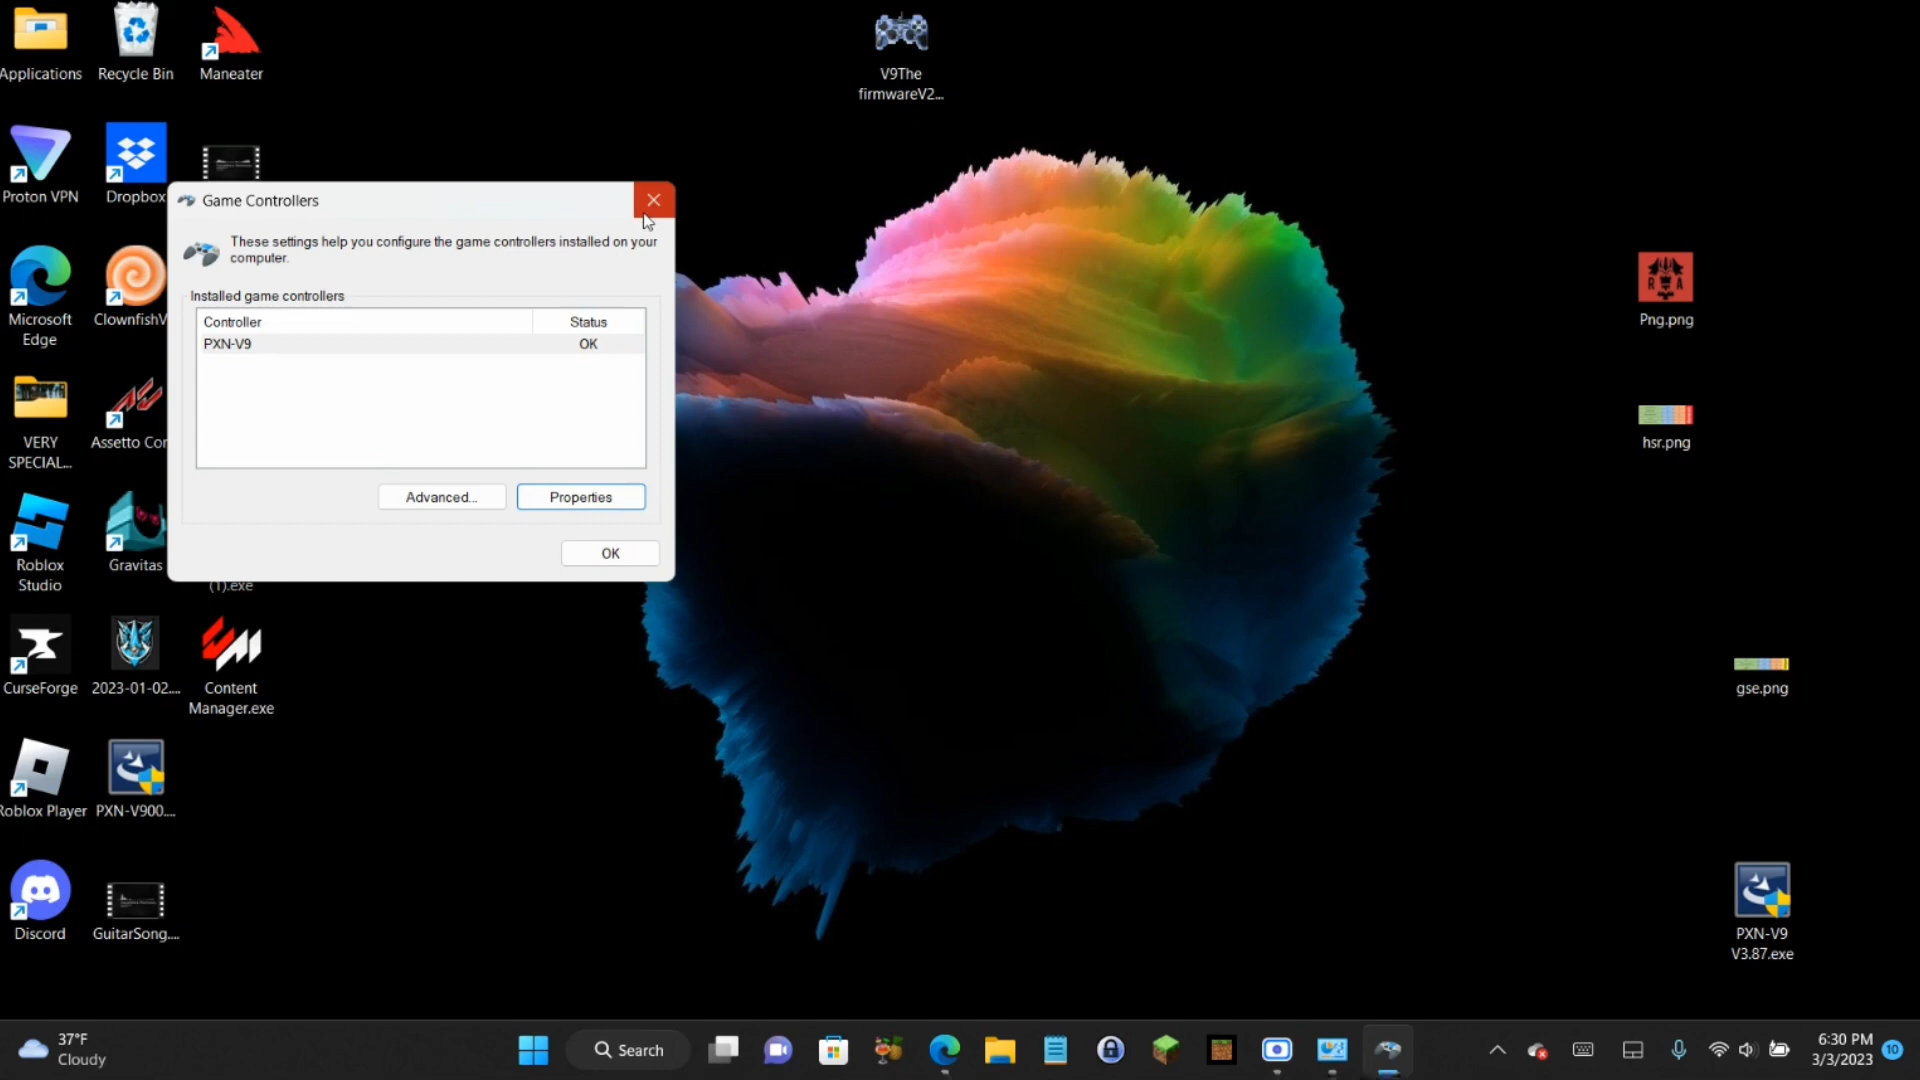 Applications
Recycle Bin
Maneater
V9The
firmwareV2...
Proton VPN
Dropbox
Game Controllers
These settings help you configure the game controllers installed on your
computer.
Installed game controllers
Controller
Status
PXN-V9
OK
Advanced...
Properties
OK
Microsoft
Edge
ClownfishV
VERY
SPECIAL...
Assetto Cor
Roblox
Studio
Gravitas
(1).exe
CurseForge
2023-01-02....
Content
Manager.exe
Roblox Player
PXN-V900....
Discord
GuitarSong....
R A
Png.png
hsr.png
gse.png
PXN-V9
V3.87.exe
37°F
Cloudy
Search
6:30 PM
3/3/2023
10